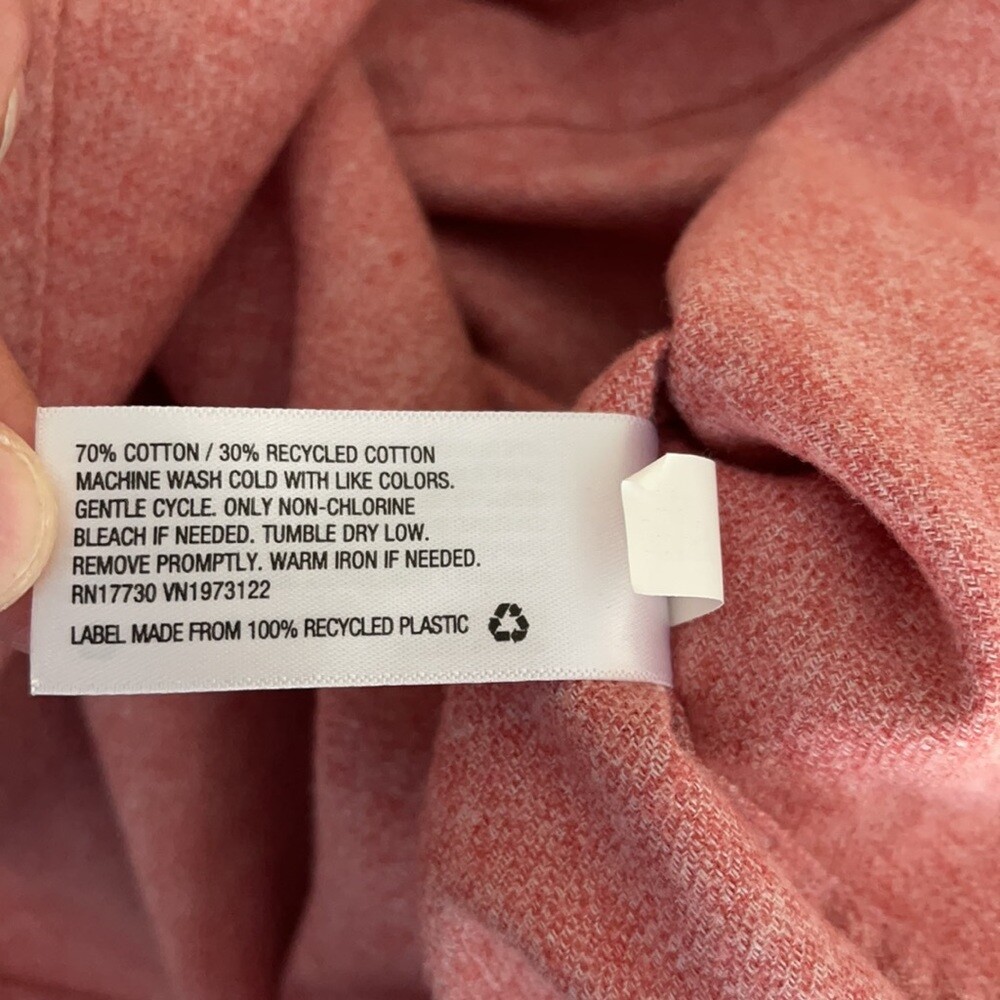 70% COTTON / 30% RECYCLED COTTON
MACHINE WASH COLD WITH LIKE COLORS.
GENTLE CYCLE. ONLY NON-CHLORINE
BLEACH IF NEEDED. TUMBLE DRY LOW.
REMOVE PROMPTLY. WARM IRON IF NEEDED.
RN17730 VN1973122
LABEL MADE FROM 100% RECYCLED PLASTIC